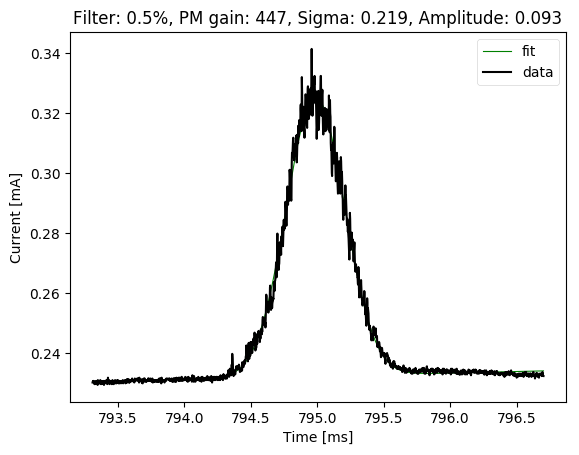 Filter: 0.5%, PM gain: 447, Sigma: 0.219, Amplitude: 0.093
fit
data
0.34
0.32
0.30
0.28
0.26
0.24
Current [mA]
793.5 794.0 794.5 795.0 795.5 796.0 796.5
Time [ms]